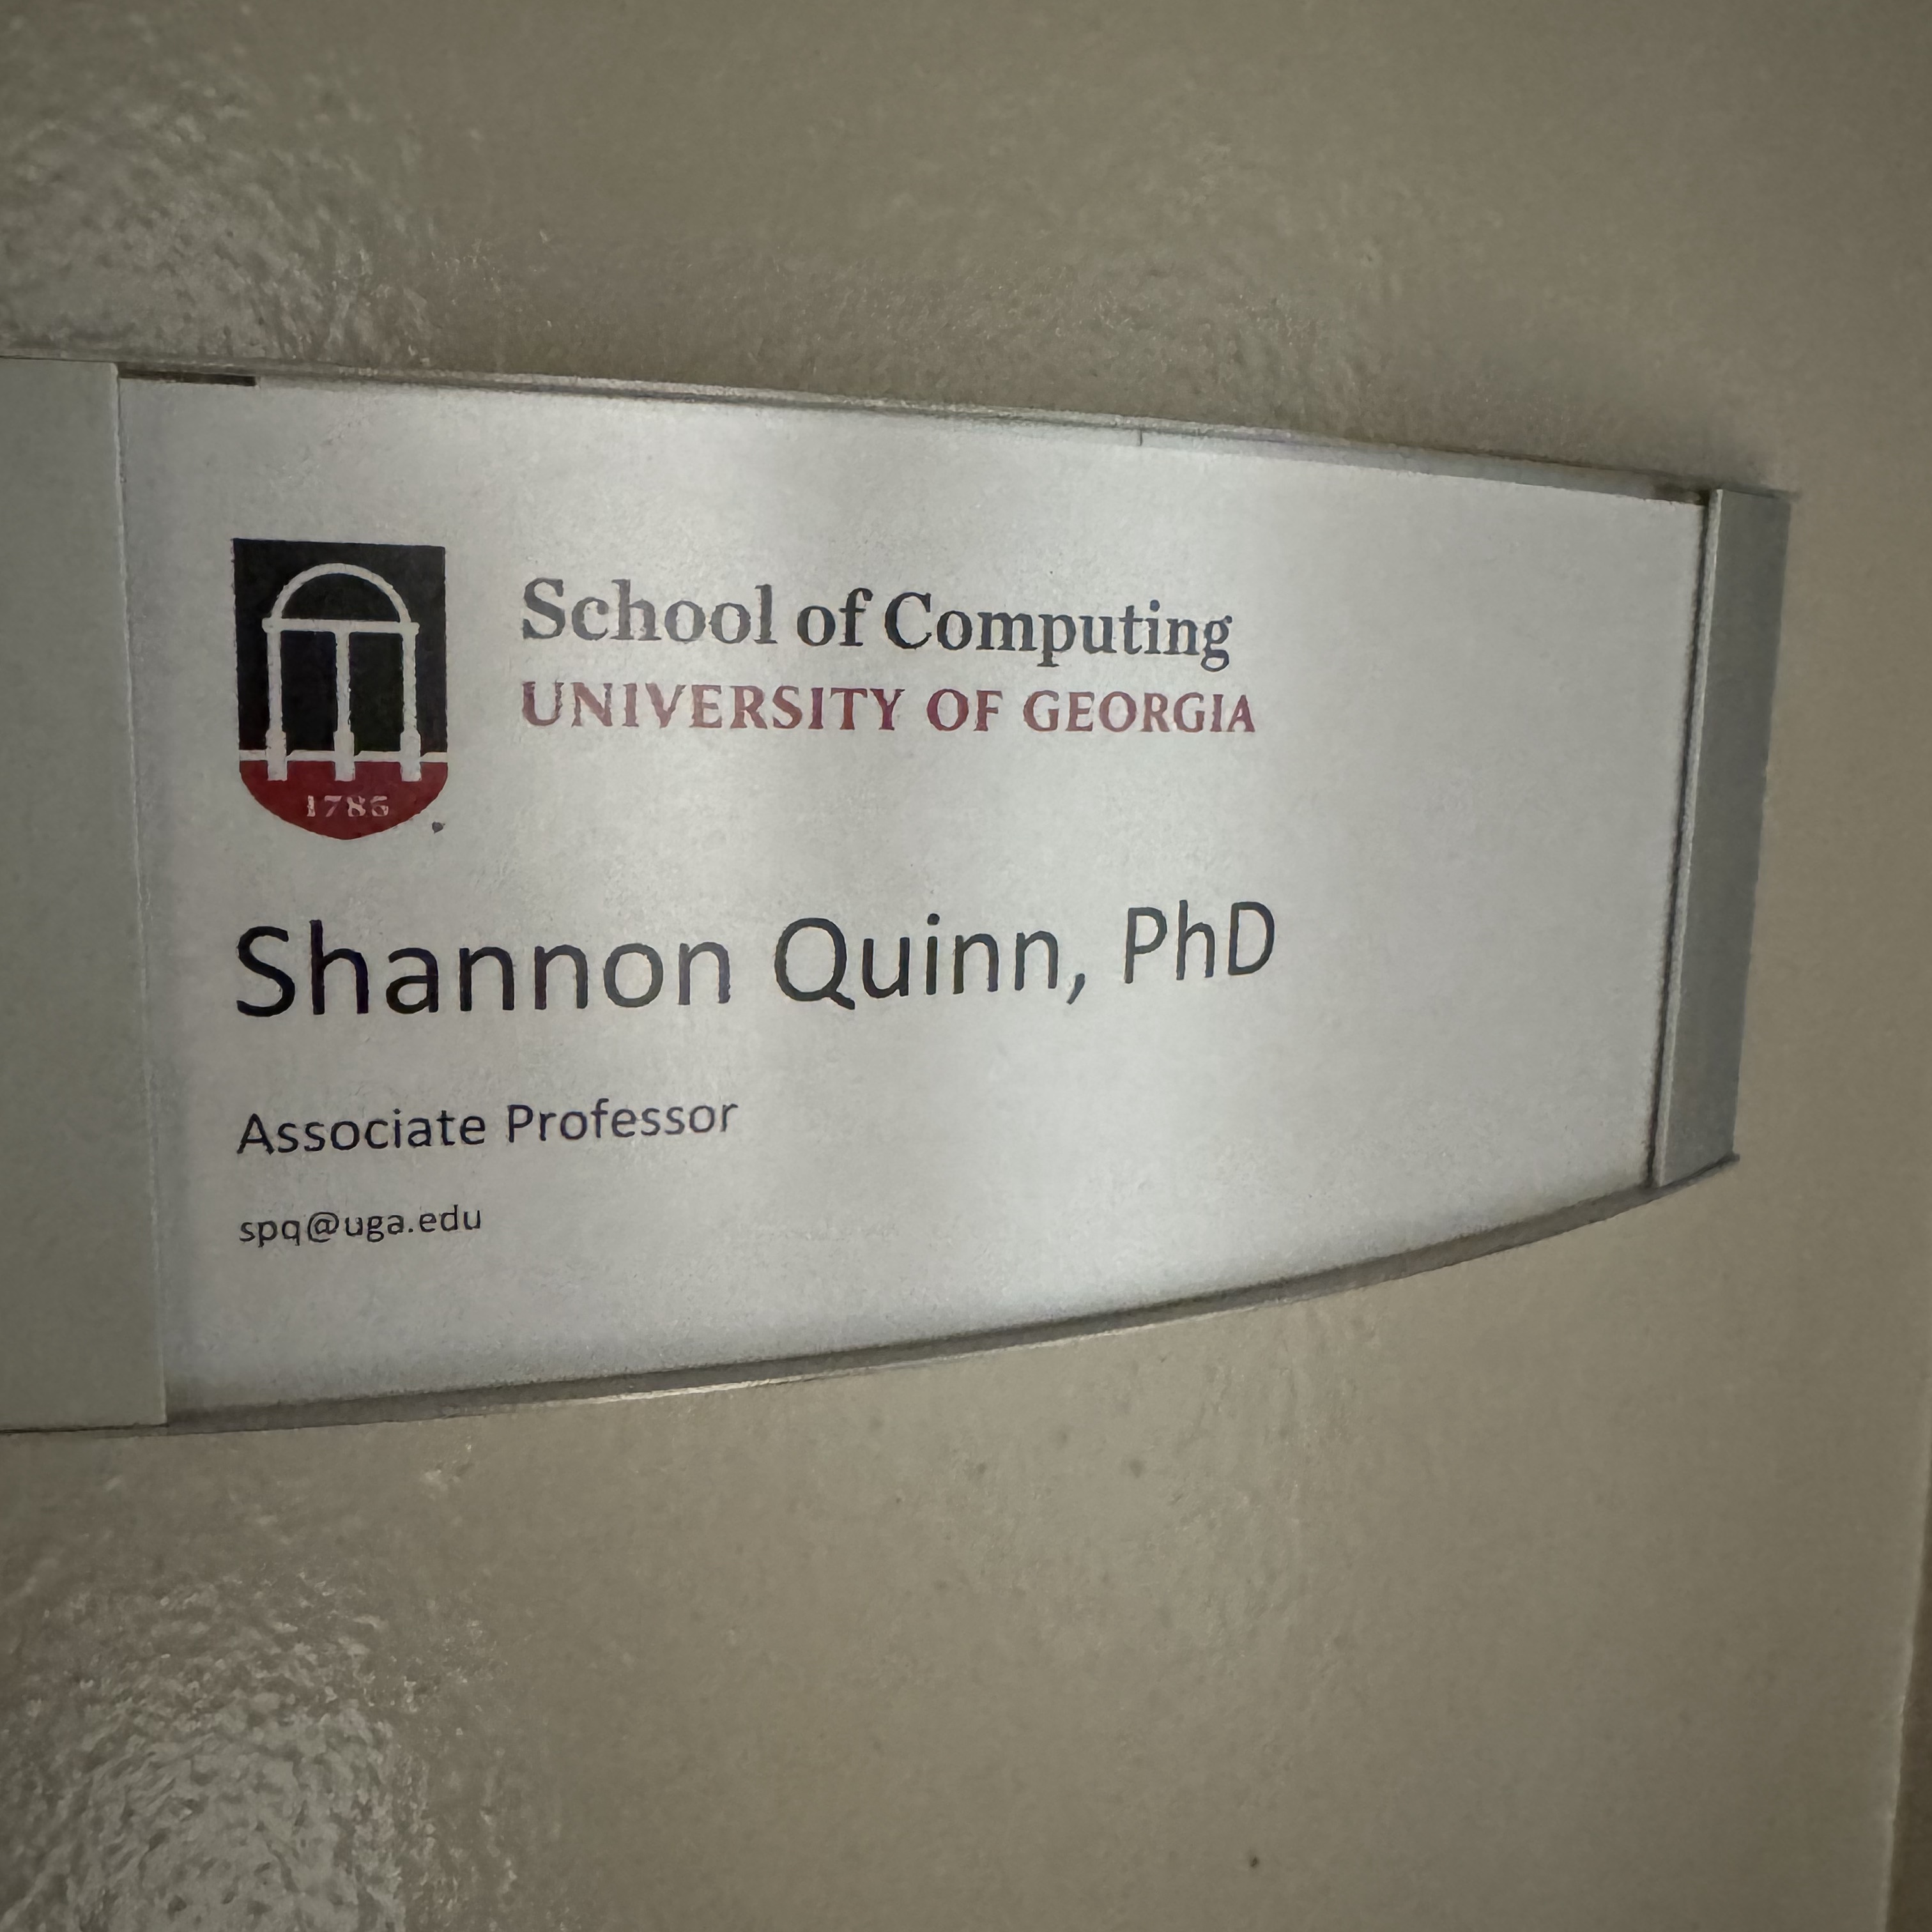 School of Computing
UNIVERSITY OF GEORGIA
1785
Shannon Quinn, PhD
Associate Professor
spq@uga.edu